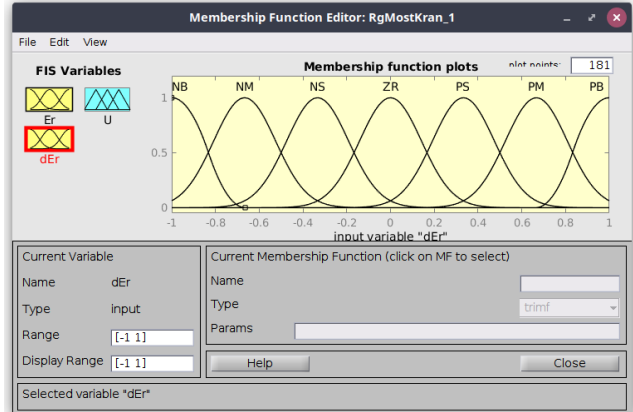 Membership Function Editor: RgMostKran_1
File Edit View
FIS Variables
Er
U
dEr
Membership function plots
plot points:
181
NB NM NS ZR PS PM PB
1
0.5
0
-1 -0.8 -0.6 -0.4 -0.2 0 0.2 0.4 0.6 0.8 1
input variable "dEr"
Current Variable
Name dEr
Type input
Range [-1 1]
Display Range [-1 1]
Current Membership Function (click on MF to select)
Name
Type trimf
Params
Help Close
Selected variable "dEr"